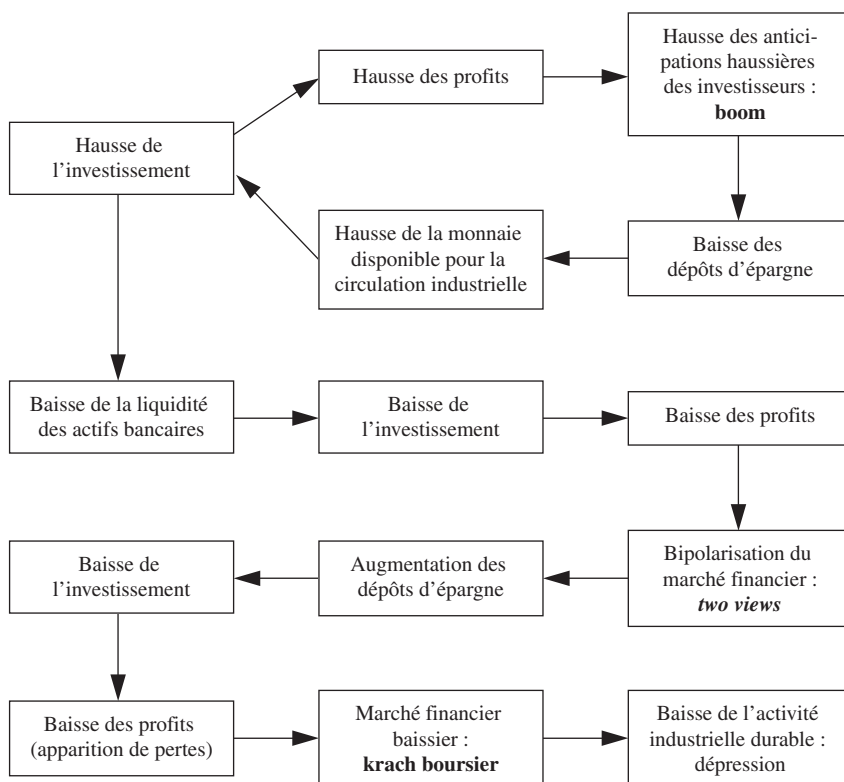 Hausse des profits
Hausse des antici-
pations haussières
des investisseurs :
boom
Hausse de
l'investissement
Hausse de la monnaie
disponible pour la
circulation industrielle
Baisse des
dépôts d'épargne
Baisse de la liquidité
des actifs bancaires
Baisse de
l'investissement
Baisse des profits
Baisse de
l'investissement
Augmentation des
dépôts d'épargne
Bipolarisation du
marché financier :
two views
Baisse des profits
(apparition de pertes)
Marché financier
baissier :
krach boursier
Baisse de l'activité
industrielle durable :
dépression